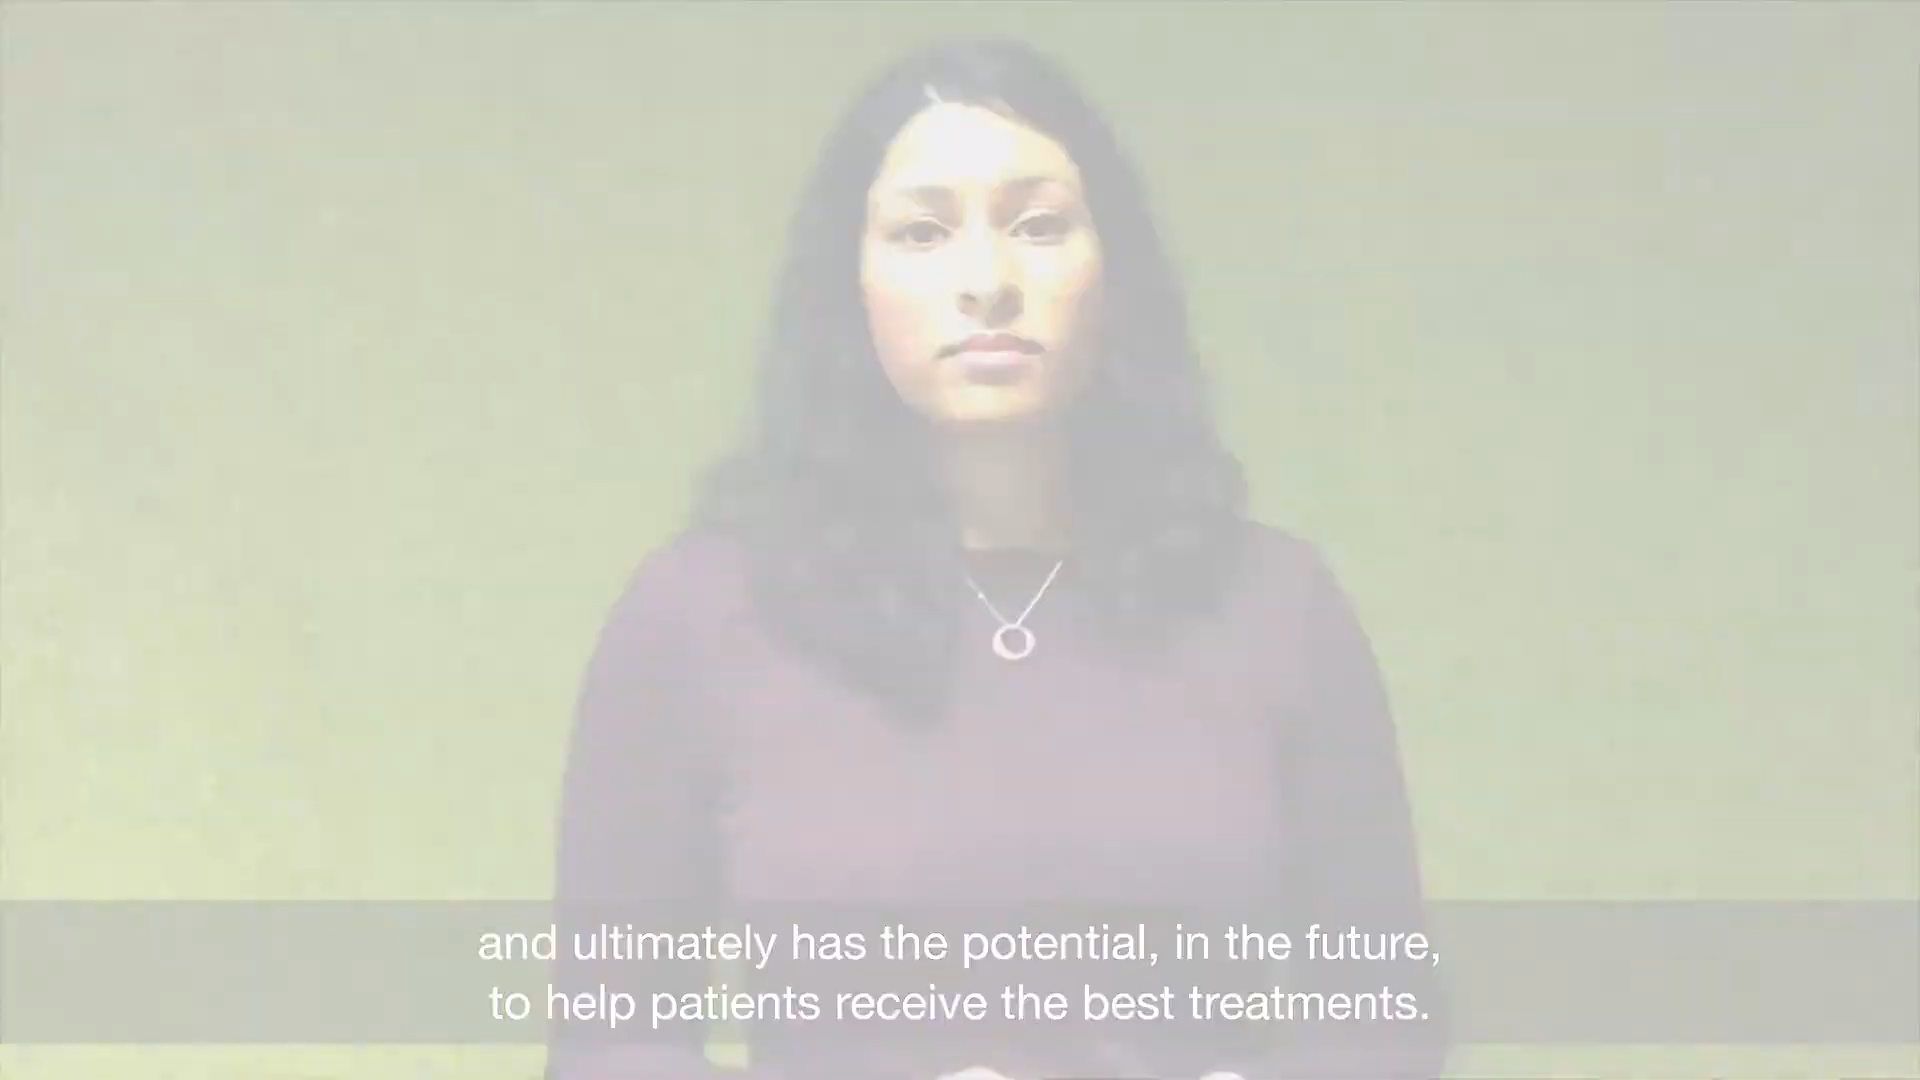 and ultimately has the potential, in the future,
to help patients receive the best treatments.